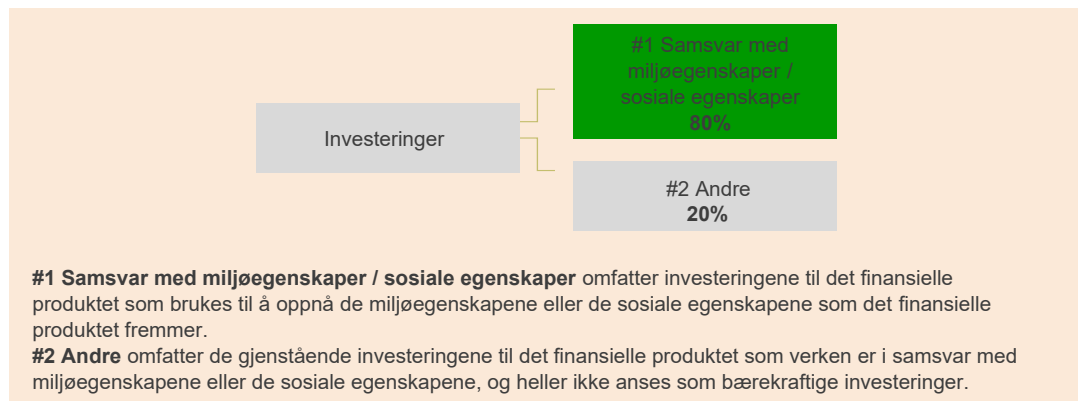 #1 Samsvar med
miljøegenskaper /
sosiale egenskaper
80%
Investeringer
#2 Andre
20%
#1 Samsvar med miljøegenskaper / sosiale egenskaper omfatter investeringene til det finansielle
produktet som brukes til å oppnå de miljøegenskapene eller de sosiale egenskapene som det finansielle
produktet fremmer.
#2 Andre omfatter de gjenstående investeringene til det finansielle produktet som verken er i samsvar med
miljøegenskapene eller de sosiale egenskapene, og heller ikke anses som bærekraftige investeringer.